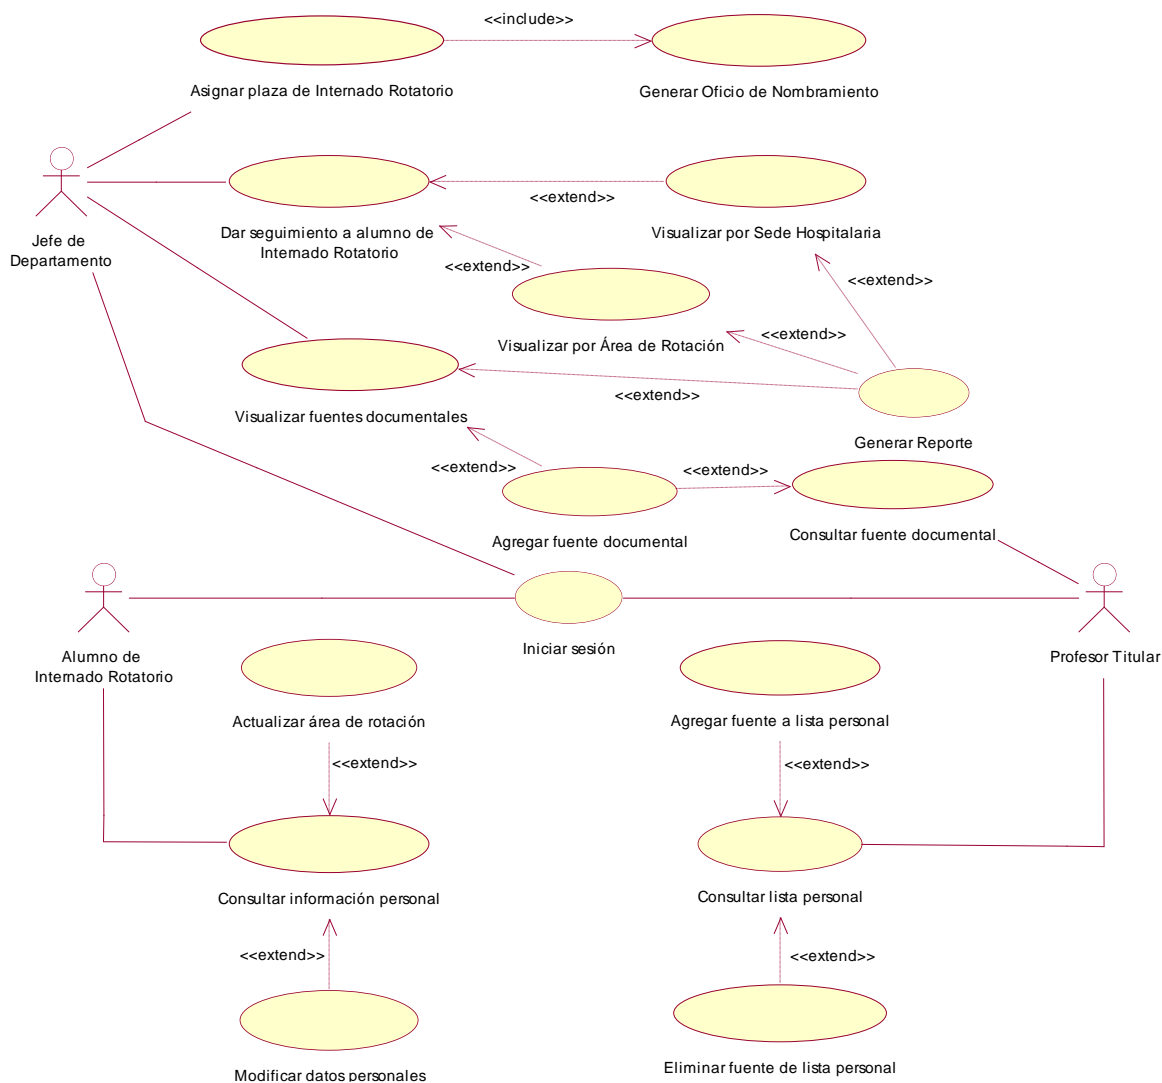 <<include>>
Asignar plaza de Internado Rotatorio
Generar Oficio de Nombramiento
<<extend>>
Jefe de
Departamento
Dar seguimiento a alumno de
Internado Rotatorio
Visualizar por Sede Hospitalaria
<<extend>>
<<extend>>
<<extend>>
Visualizar por Área de Rotación
<<extend>>
Visualizar fuentes documentales
Generar Reporte
<<extend>>
<<extend>>
Agregar fuente documental
Consultar fuente documental
Iniciar sesión
Alumno de
Internado Rotatorio
Profesor Titular
Actualizar área de rotación
Agregar fuente a lista personal
<<extend>>
<<extend>>
Consultar información personal
Consultar lista personal
<<extend>>
<<extend>>
Modificar datos personales
Eliminar fuente de lista personal